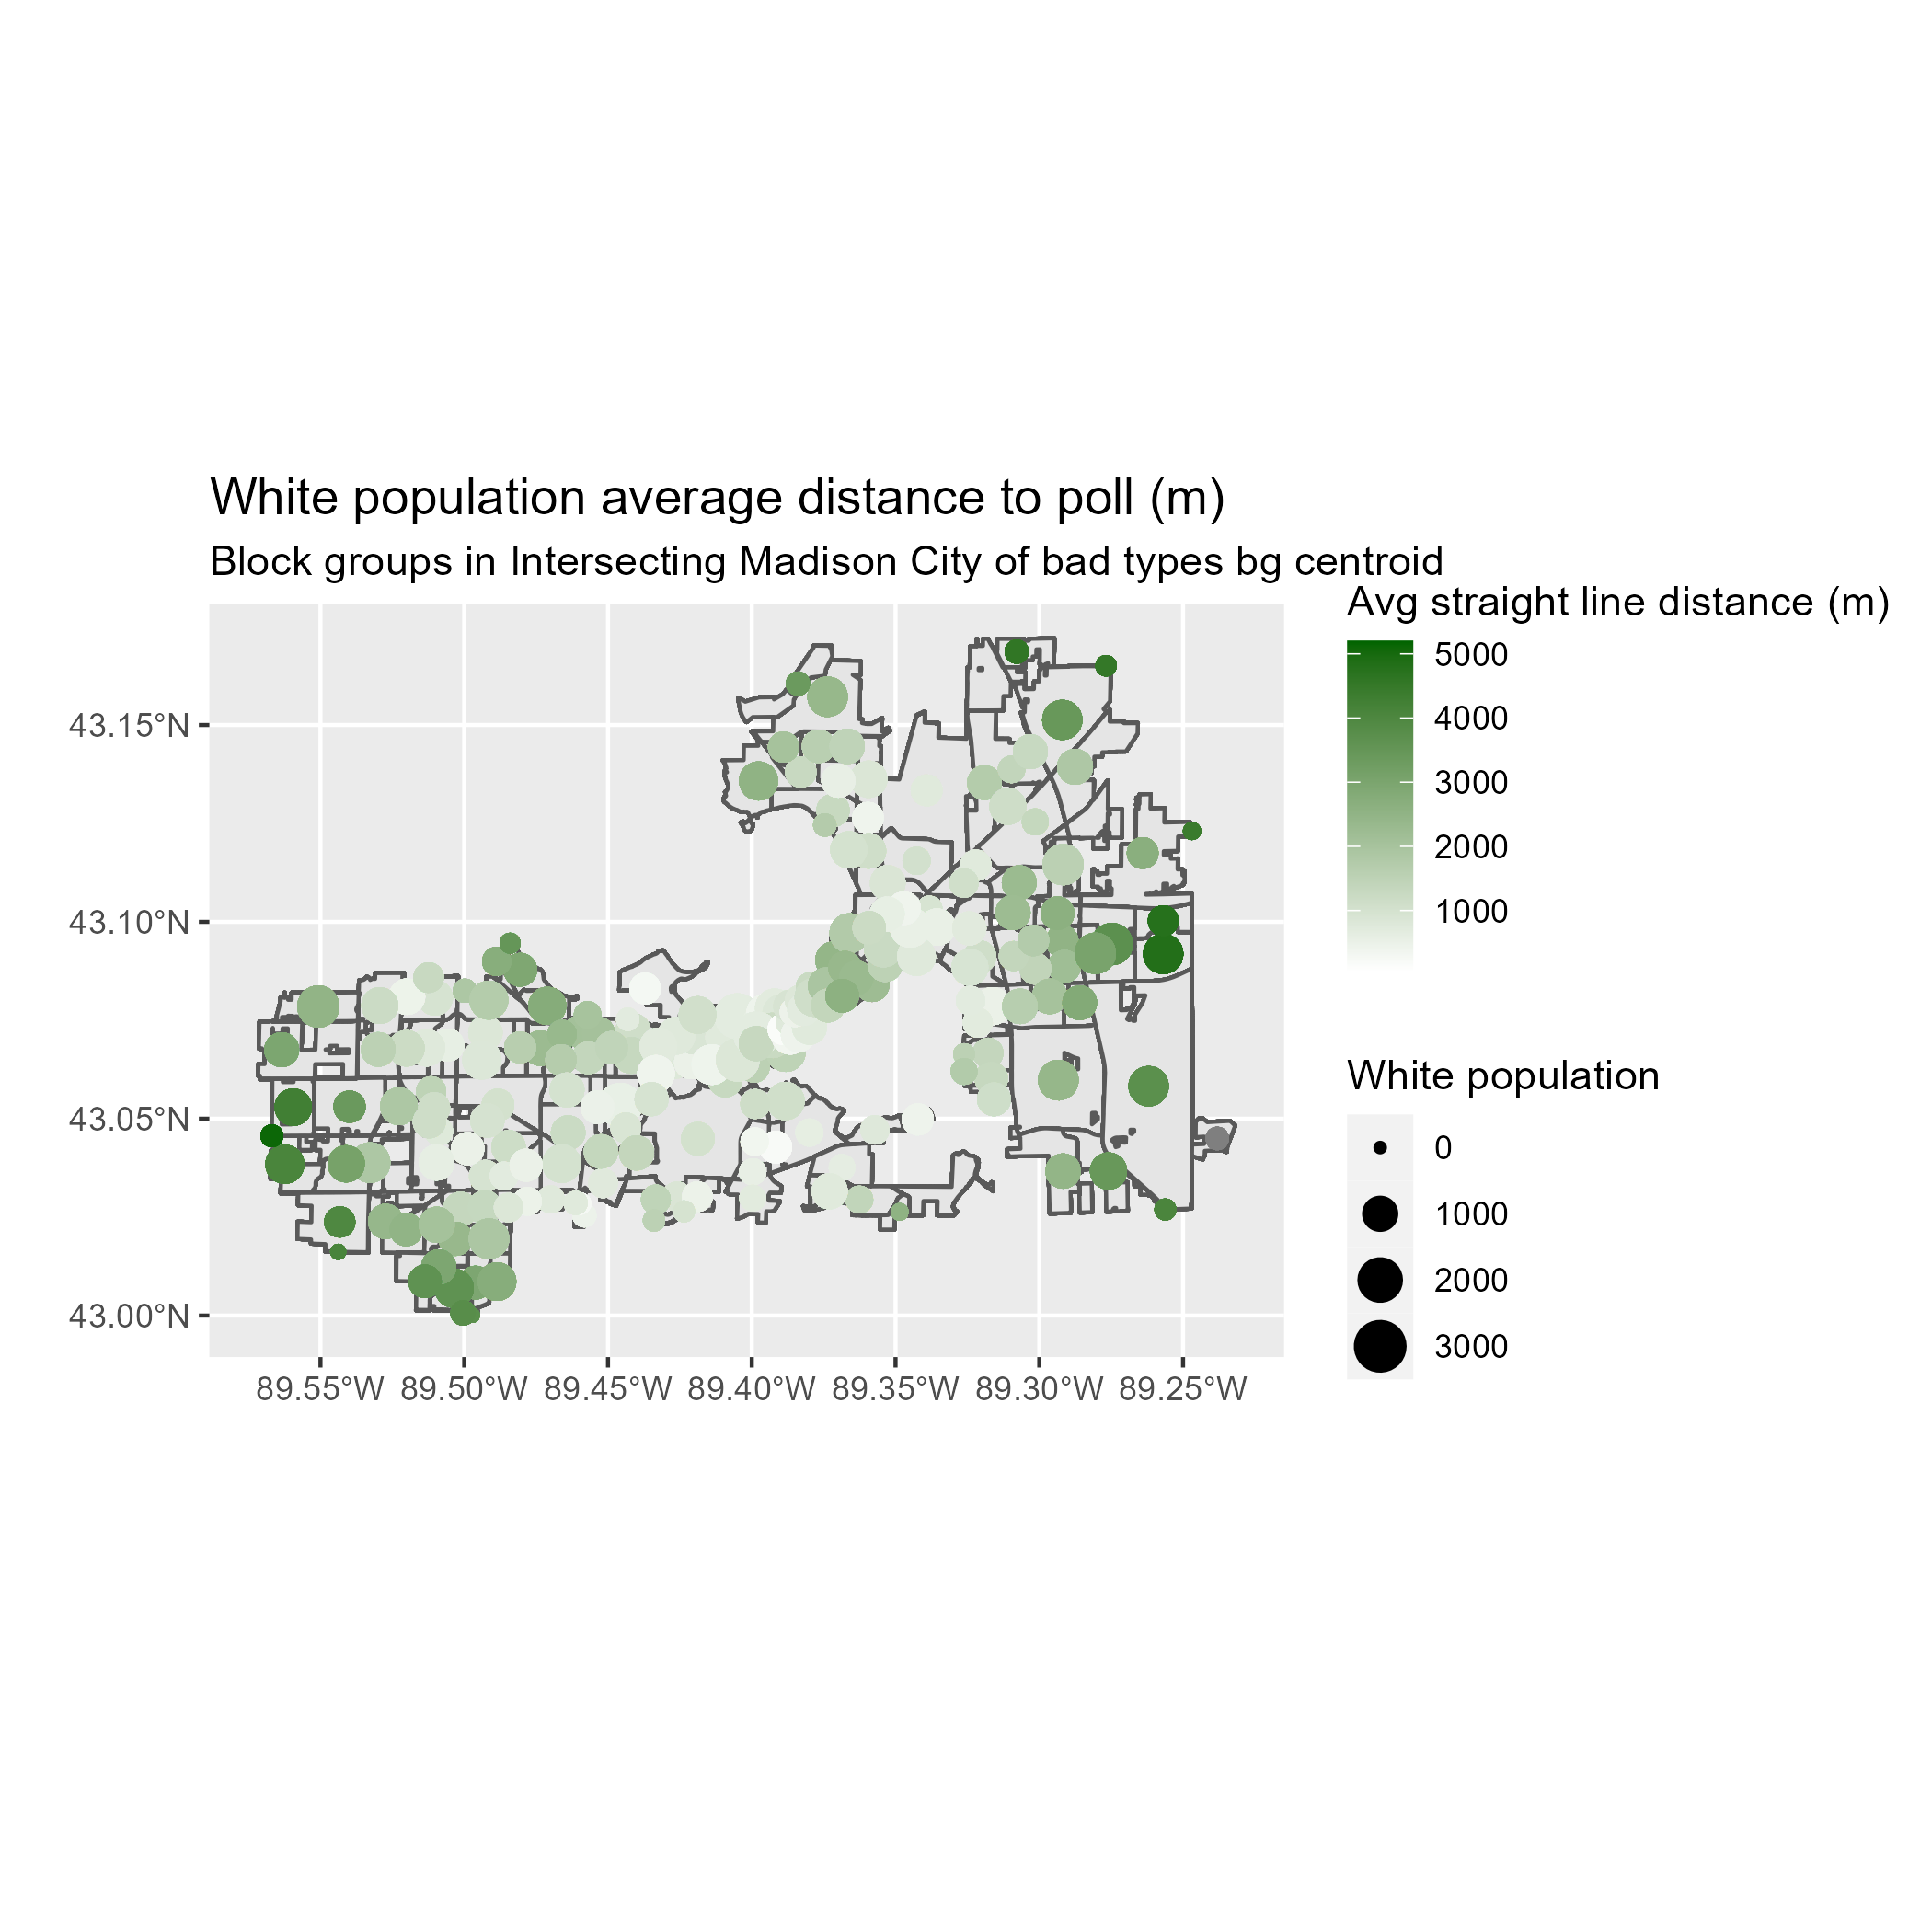 White population average distance to poll (m)
Block groups in Intersecting Madison City of bad types bg centroid
Avg straight line distance (m)
5000
4000
3000
2000
1000
White population
0
1000
2000
3000
43.15°N
43.10°N
43.05°N
43.00°N
89.55°W 89.50°W 89.45°W 89.40°W 89.35°W 89.30°W 89.25°W